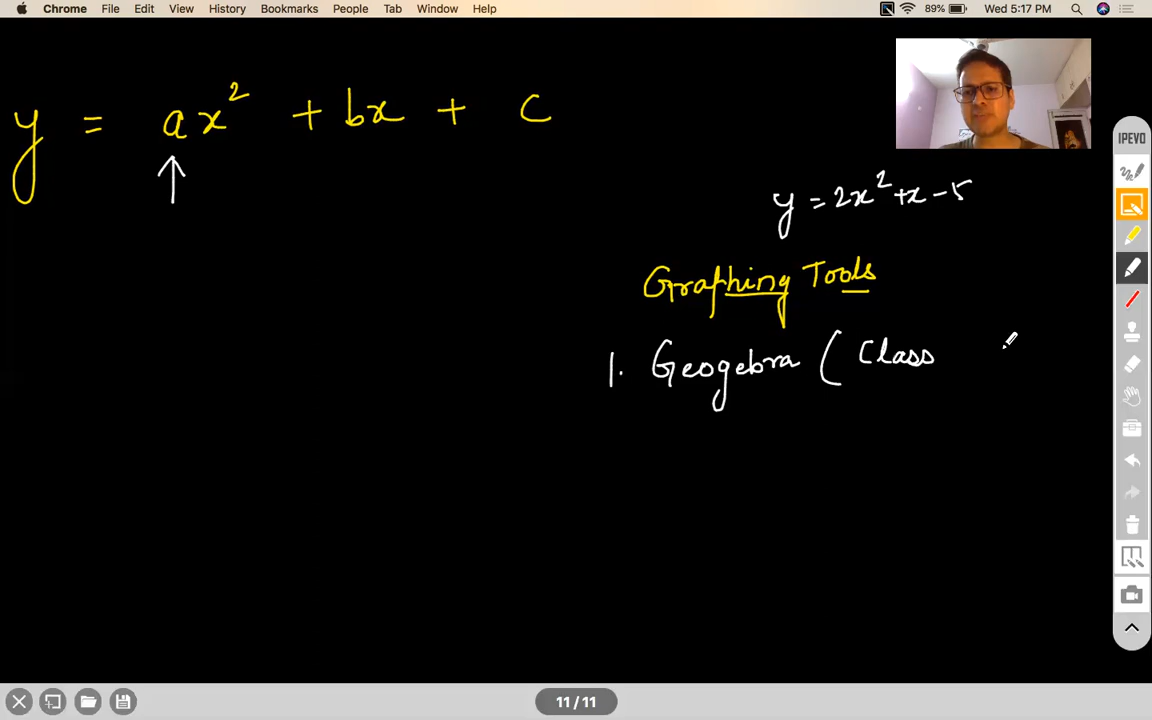 Chrome File Edit View History Bookmarks People Tab Window Help 89% Wed 5:17 PM
y = ax² + bx + c
IPEVO
y = 2x² + x - 5
Graphing Tools
1. Geogebra ( Class
11 / 11